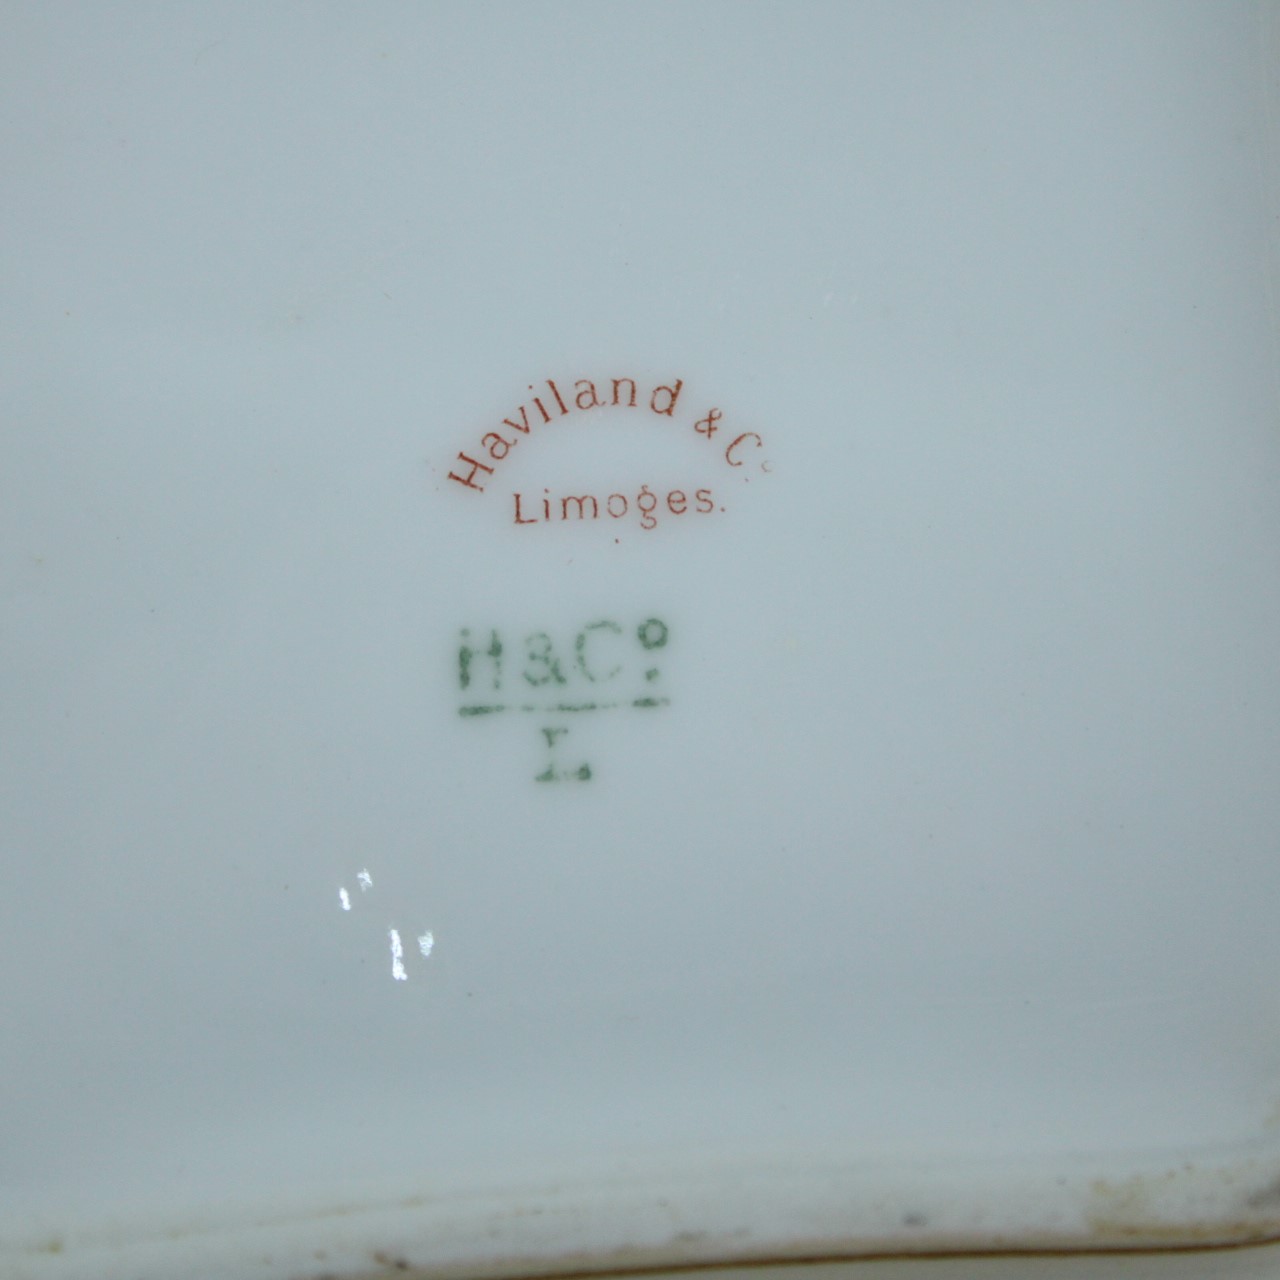 Haviland & Co.
Limoges.
H & Co.
L